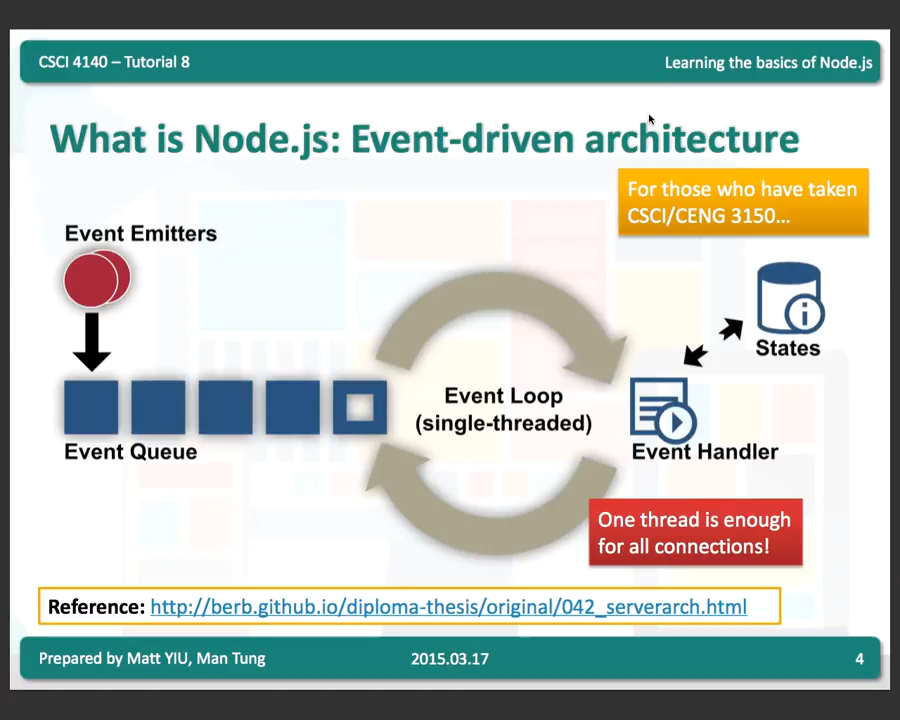 CSCI 4140 – Tutorial 8
Learning the basics of Node.js
What is Node.js: Event-driven architecture
For those who have taken
CSCI/CENG 3150...
Event Emitters
States
Event Loop
(single-threaded)
Event Queue
Event Handler
One thread is enough
for all connections!
Reference: http://berb.github.io/diploma-thesis/original/042_serverarch.html
Prepared by Matt YIU, Man Tung
2015.03.17
4